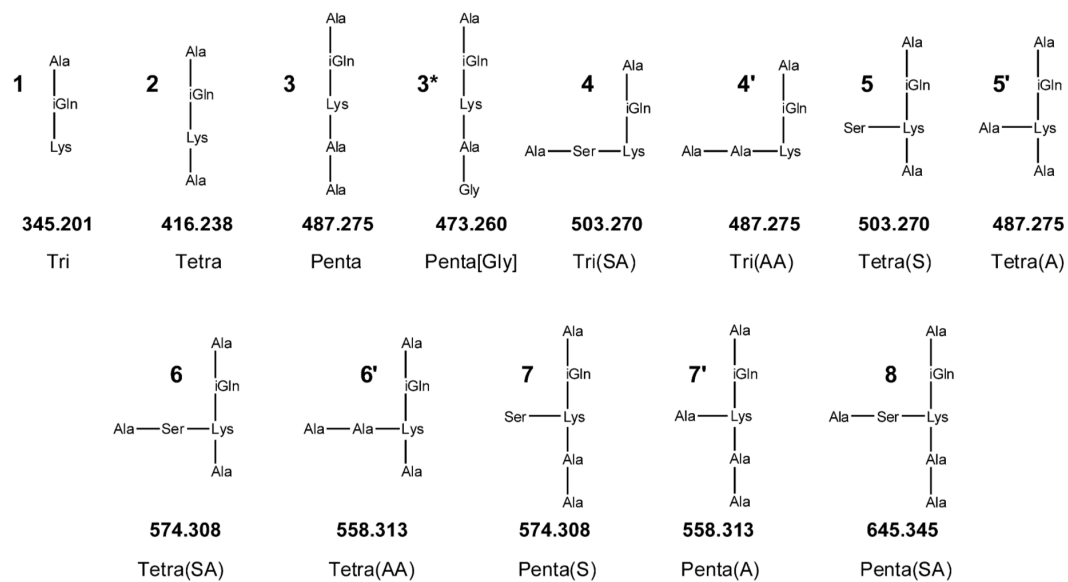 1
Ala
iGln
Lys
345.201
Tri
2
Ala
iGln
Lys
Ala
416.238
Tetra
3
Ala
iGln
Lys
Ala
Ala
487.275
Penta
3*
Ala
iGln
Lys
Ala
Gly
473.260
Penta[Gly]
4
Ala
iGln
Ala Ser Lys
503.270
Tri(SA)
4'
Ala
iGln
Ala Ala Lys
487.275
Tri(AA)
5
Ala
iGln
Ser Lys
Ala
503.270
Tetra(S)
5'
Ala
iGln
Ala Lys
Ala
487.275
Tetra(A)
6
Ala
iGln
Ala Ser Lys
Ala
574.308
Tetra(SA)
6'
Ala
iGln
Ala Ala Lys
Ala
558.313
Tetra(AA)
7
Ala
iGln
Ser Lys
Ala
Ala
574.308
Penta(S)
7'
Ala
iGln
Ala Lys
Ala
Ala
558.313
Penta(A)
8
Ala
iGln
Ala Ser Lys
Ala
Ala
645.345
Penta(SA)